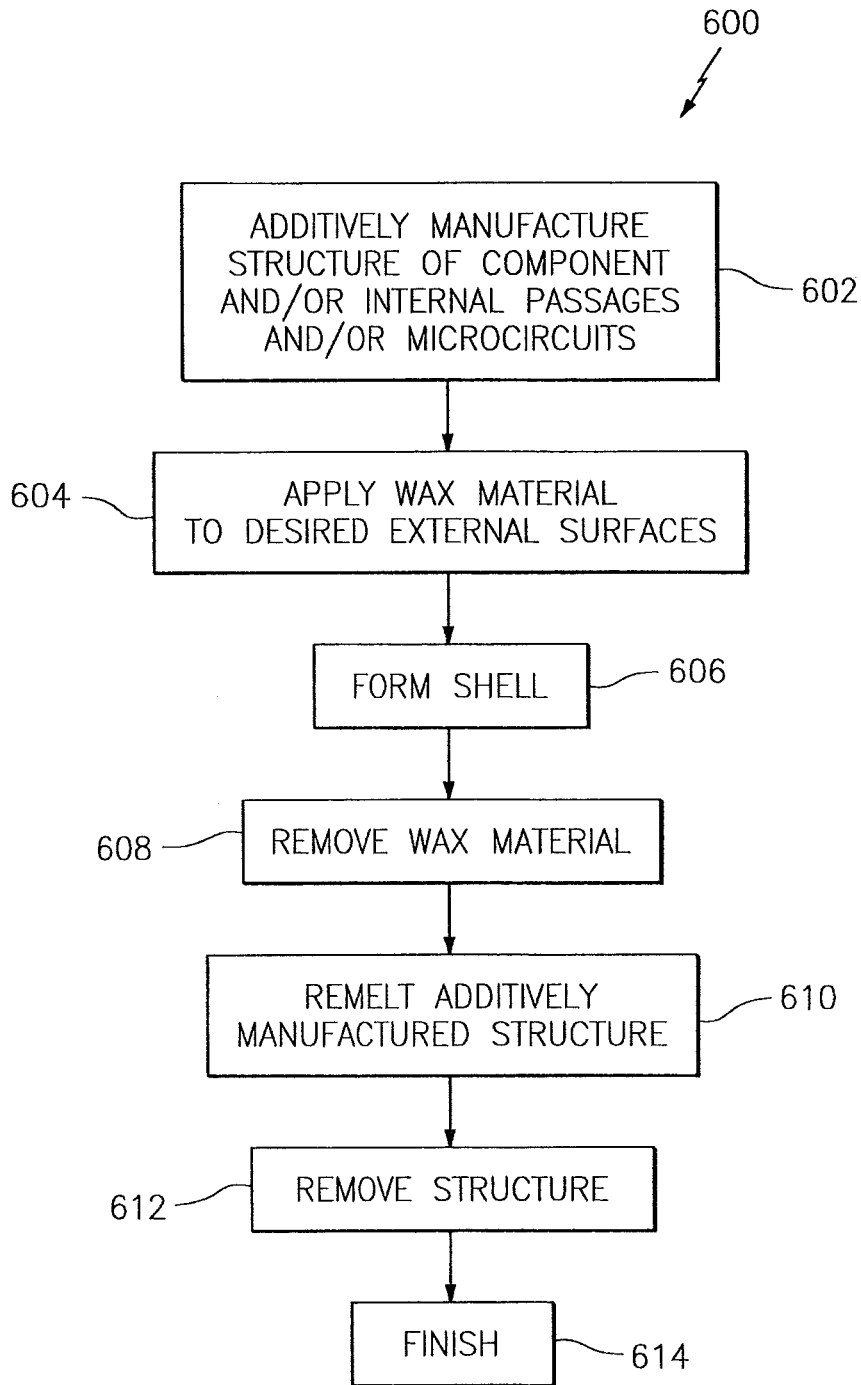 600
ADDITIVELY MANUFACTURE
STRUCTURE OF COMPONENT
AND/OR INTERNAL PASSAGES
AND/OR MICROCIRCUITS
602
604
APPLY WAX MATERIAL
TO DESIRED EXTERNAL SURFACES
FORM SHELL
606
608
REMOVE WAX MATERIAL
REMELT ADDITIVELY
MANUFACTURED STRUCTURE
610
612
REMOVE STRUCTURE
FINISH
614